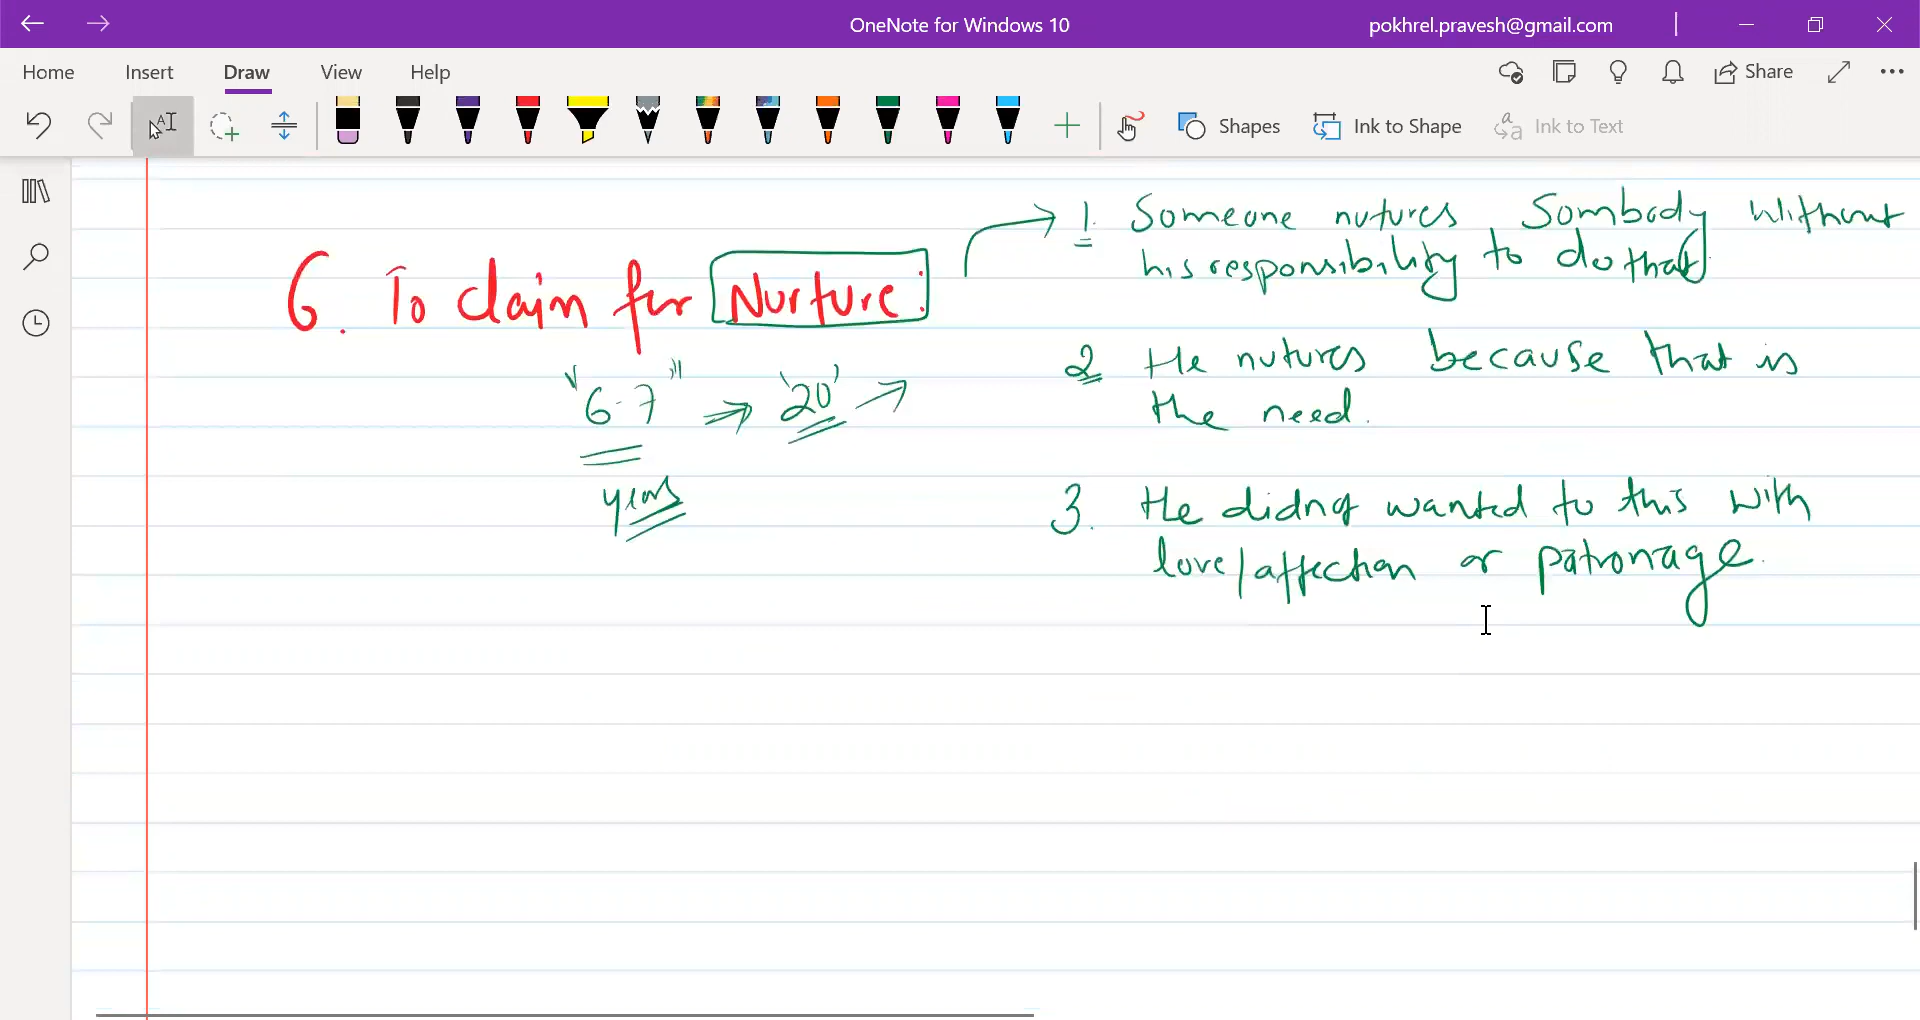 OneNote for Windows 10
pokhrel.pravesh@gmail.com
Home Insert Draw View Help
Share
Shapes Ink to Shape Ink to Text
6. To claim for Nurture:
"6-7" '20'
years
1. Someone nutures Sombody without
his responsibility to do that
2 He nutures because that is
the need.
3. He didnot wanted to this with
love/affection or patronage.